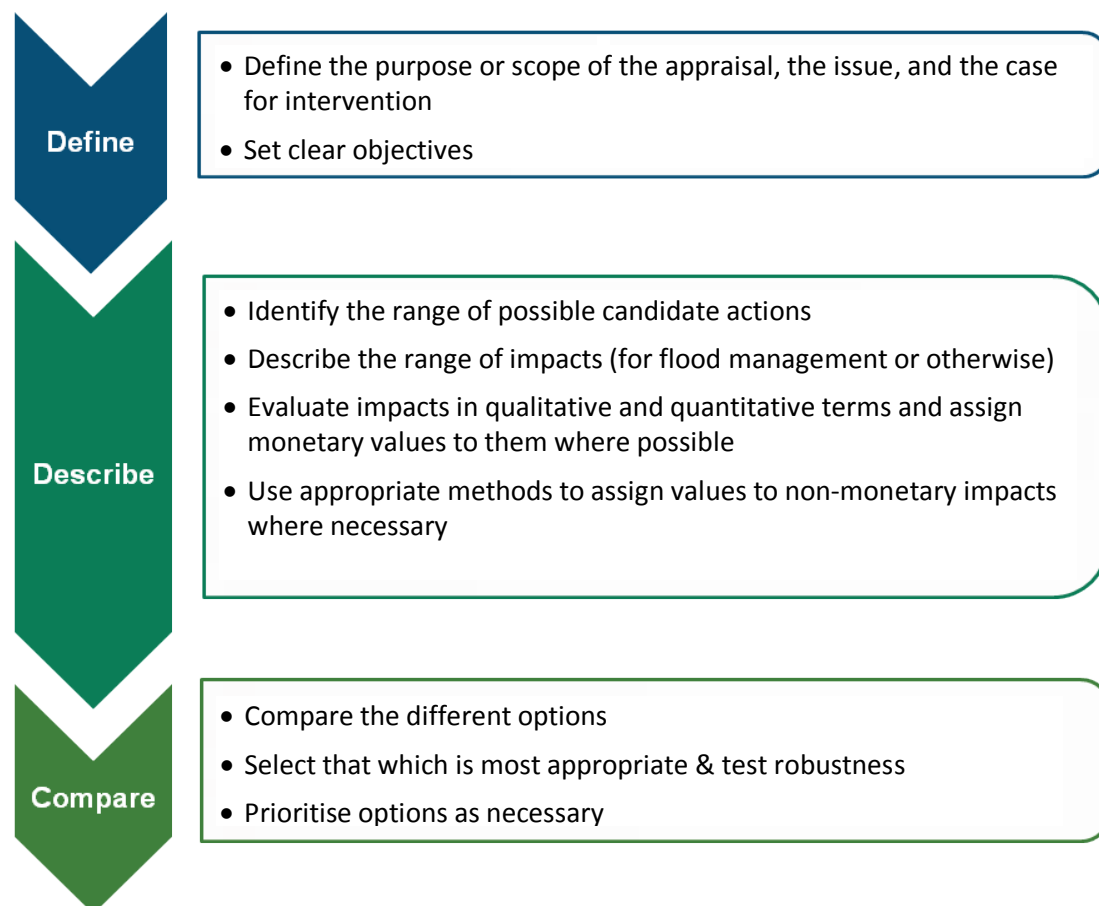 Define
• Define the purpose or scope of the appraisal, the issue, and the case
for intervention
• Set clear objectives
Describe
• Identify the range of possible candidate actions
• Describe the range of impacts (for flood management or otherwise)
• Evaluate impacts in qualitative and quantitative terms and assign
monetary values to them where possible
• Use appropriate methods to assign values to non-monetary impacts
where necessary
Compare
• Compare the different options
• Select that which is most appropriate & test robustness
• Prioritise options as necessary